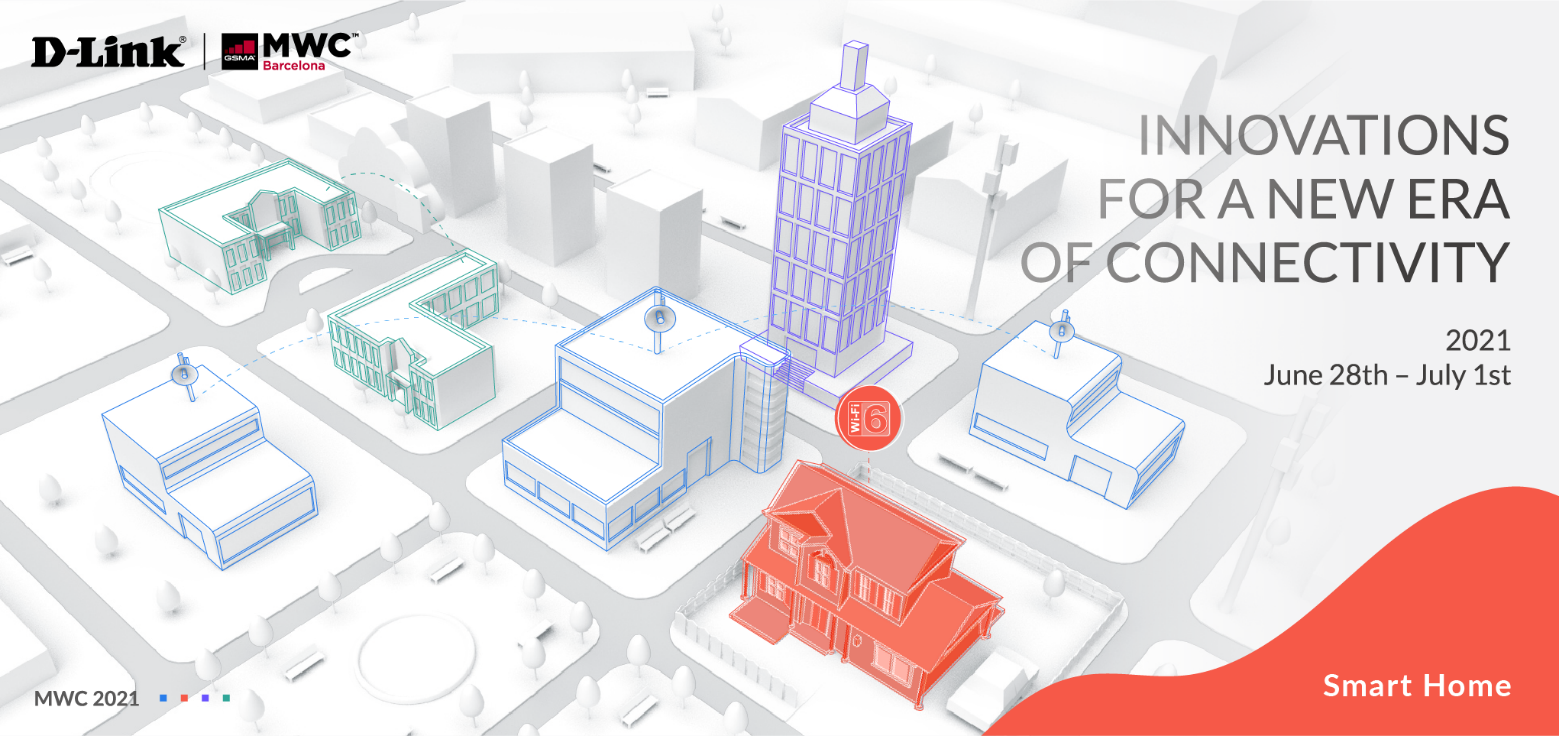 D-Link®
GSMA
MWC™
Barcelona
INNOVATIONS
FOR A NEW ERA
OF CONNECTIVITY
2021
June 28th – July 1st
Wi-Fi 6
Smart Home
MWC 2021